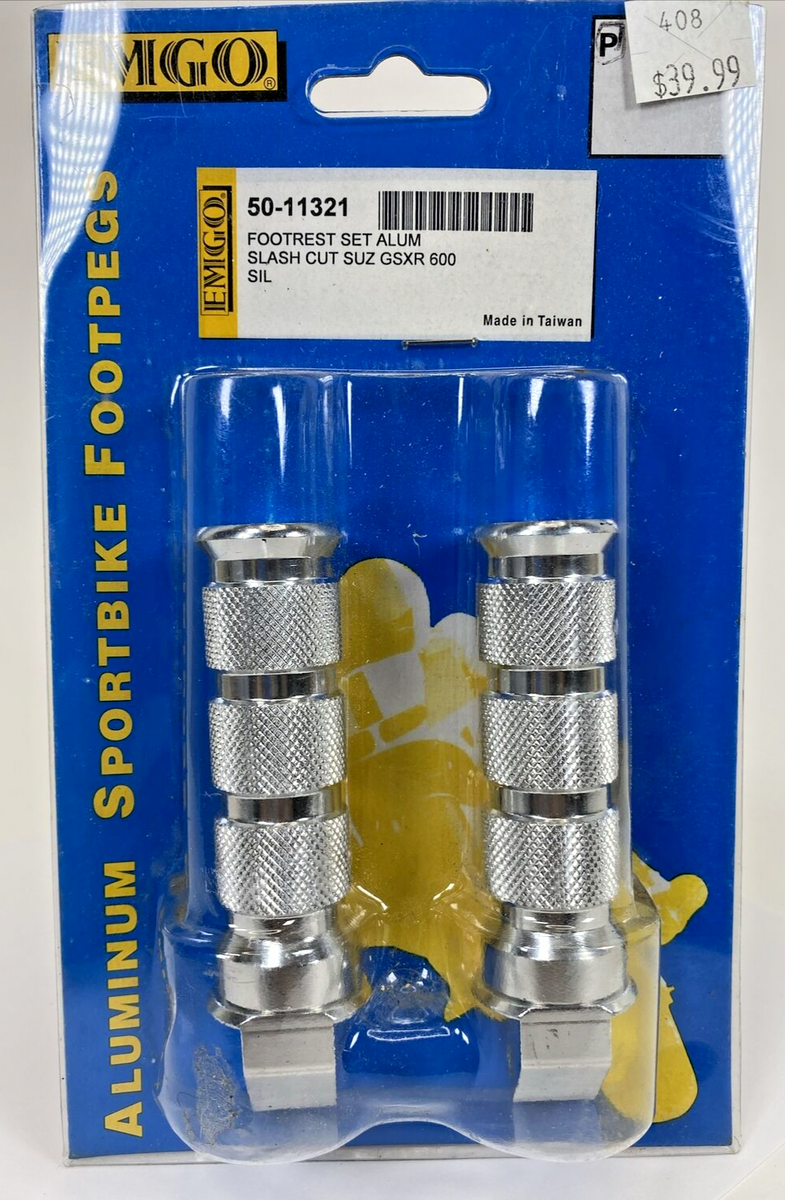 EMGO®
P
408
$39.99
EMGO®
50-11321
FOOTREST SET ALUM
SLASH CUT SUZ GSXR 600
SIL
Made in Taiwan
ALUMINUM SPORTBIKE FOOTPEGS